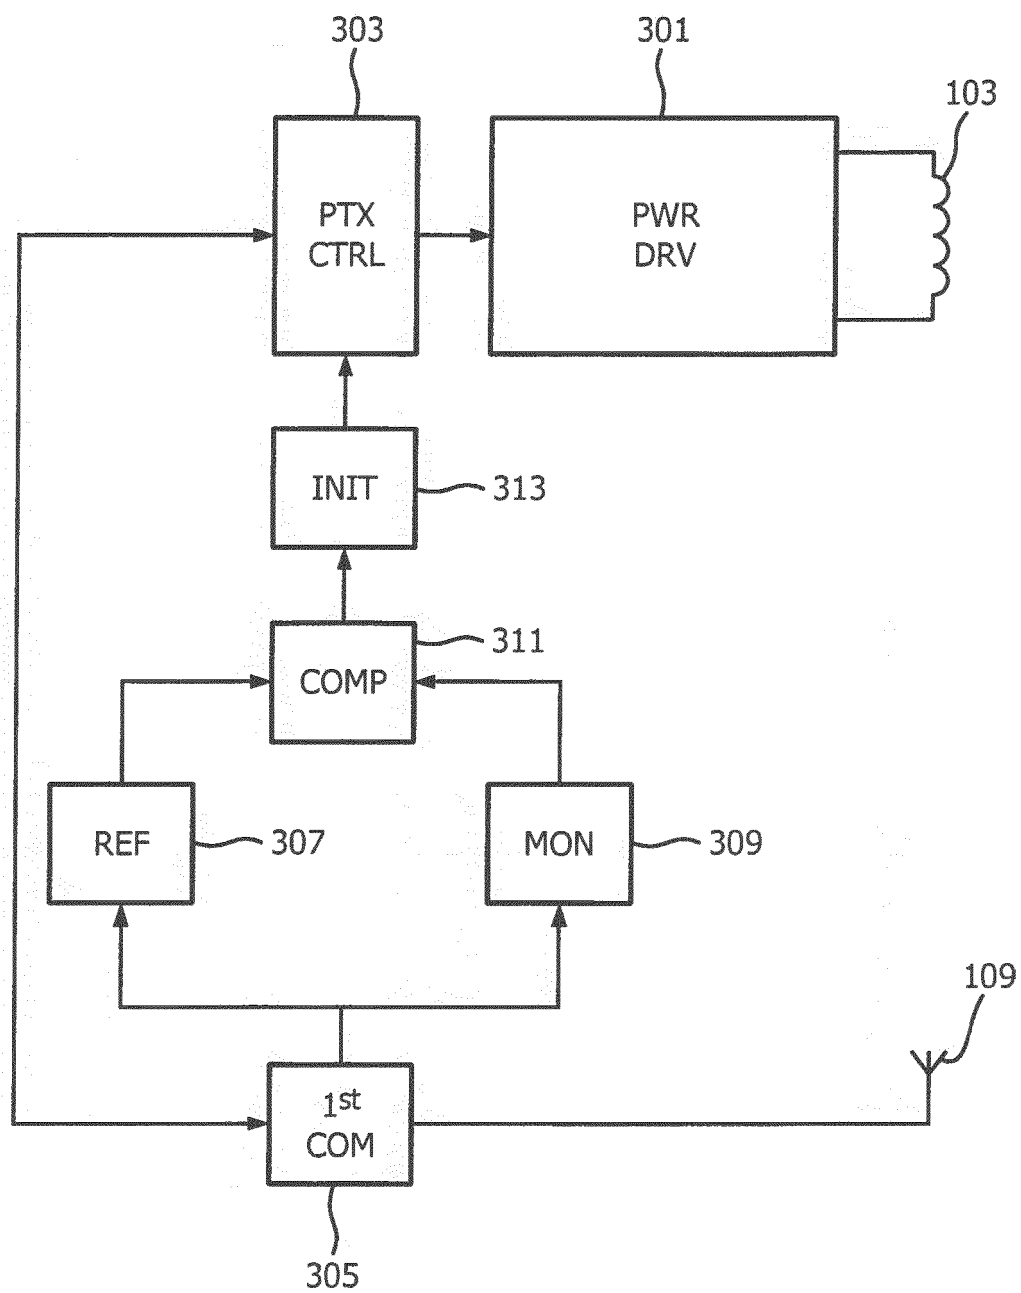 303
301
103
PTX
CTRL
PWR
DRV
INIT
313
311
COMP
REF
307
MON
309
109
1st
COM
305